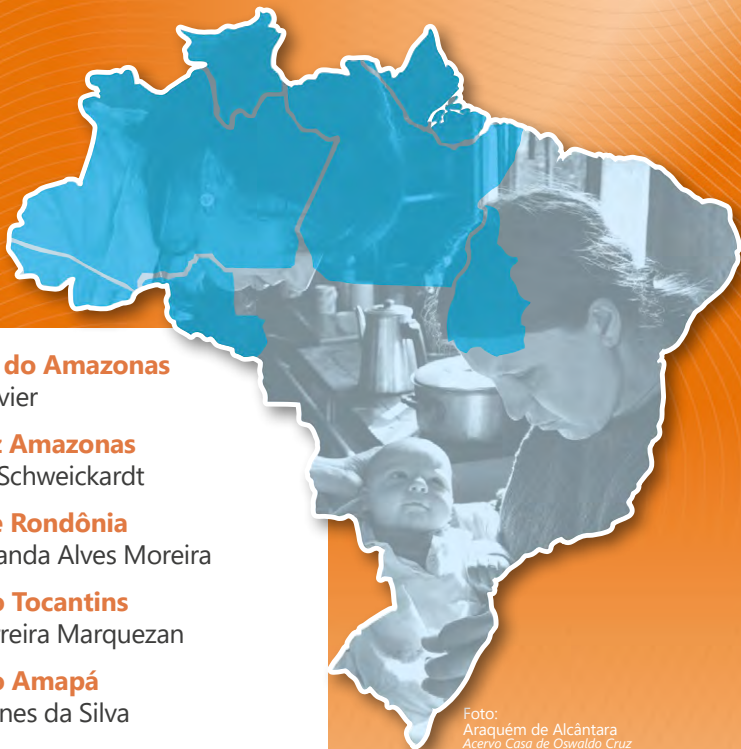 do Amazonas
vier
Amazonas
Schweickardt
e Rondônia
anda Alves Moreira
o Tocantins
rreira Marquezan
o Amapá
nes da Silva
Foto:
Araquém de Alcântara
Acervo Casa de Oswaldo Cruz